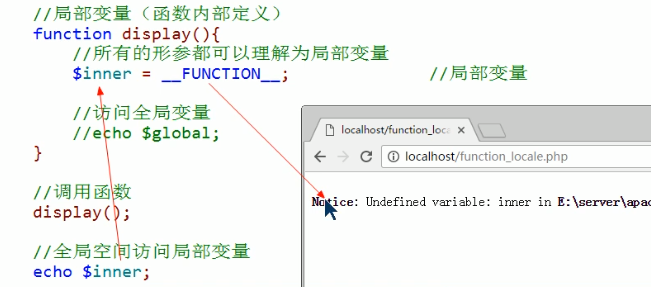 //局部变量（函数内部定义）
function display(){
//所有的形参都可以理解为局部变量
$inner = __FUNCTION__; //局部变量
//访问全局变量
//echo $global;
}
//调用函数
display();
//全局空间访问局部变量
echo $inner;
localhost/function_loca
localhost/function_locale.php
Notice: Undefined variable: inner in E:\server\apac